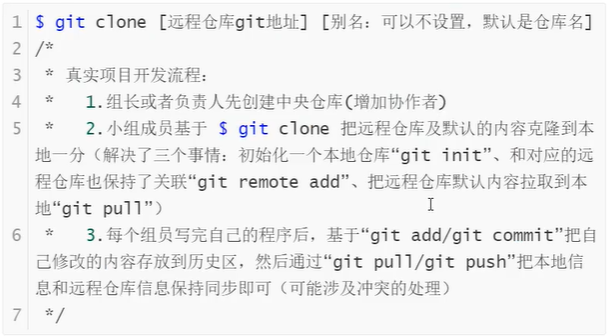 1 $ git clone [远程仓库git地址] [别名：可以不设置，默认是仓库名]
2 /*
3  * 真实项目开发流程：
4  *   1.组长或者负责人先创建中央仓库(增加协作者)
5  *   2.小组成员基于 $ git clone 把远程仓库及默认的内容克隆到本
地一分（解决了三个事情：初始化一个本地仓库“git init”、和对应的远
程仓库也保持了关联“git remote add”、把远程仓库默认内容拉取到本
地“git pull”）
6  *   3.每个组员写完自己的程序后，基于“git add/git commit”把自
己修改的内容存放到历史区，然后通过“git pull/git push”把本地信
息和远程仓库信息保持同步即可（可能涉及冲突的处理）
7  */